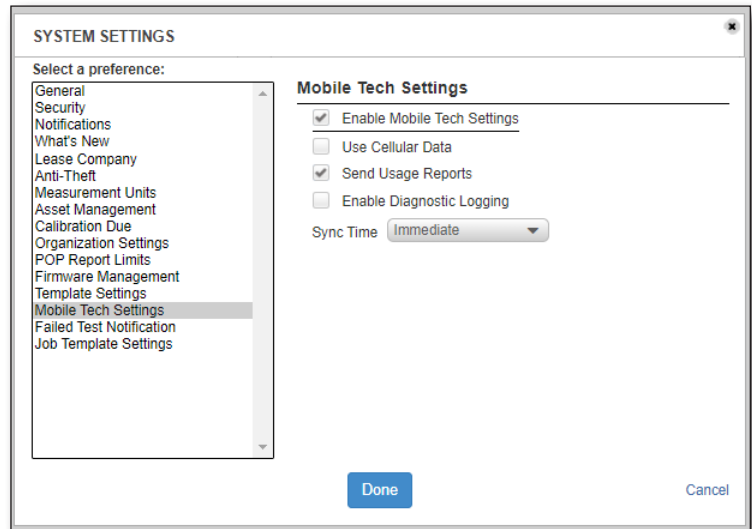 SYSTEM SETTINGS
Select a preference:
General
Security
Notifications
What's New
Lease Company
Anti-Theft
Measurement Units
Asset Management
Calibration Due
Organization Settings
POP Report Limits
Firmware Management
Template Settings
Mobile Tech Settings
Failed Test Notification
Job Template Settings
Mobile Tech Settings
Enable Mobile Tech Settings
Use Cellular Data
Send Usage Reports
Enable Diagnostic Logging
Sync Time Immediate
Done
Cancel